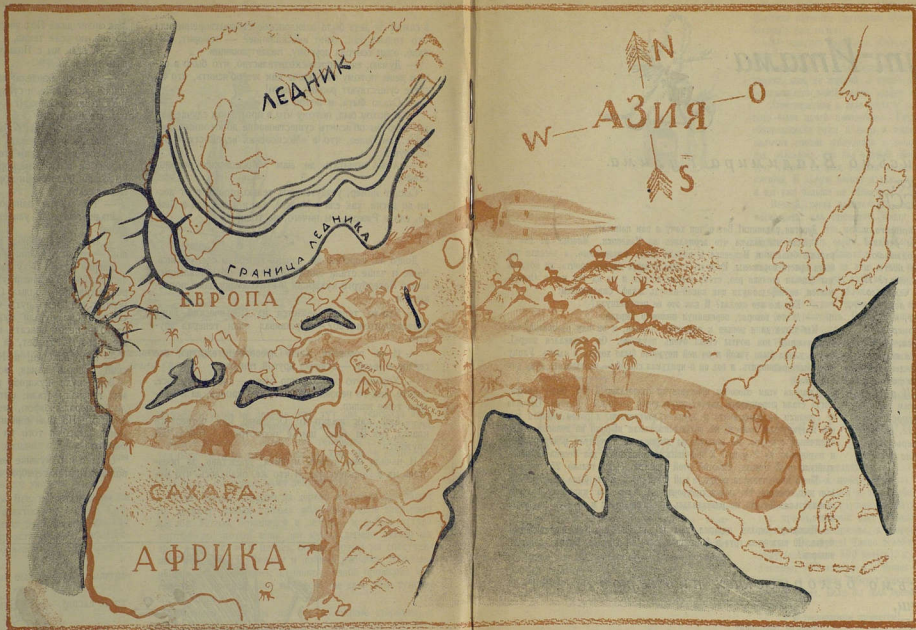 ЛЕДНИК
N
W
АЗИЯ
O
S
ГРАНИЦА ЛЕДНИКА
ЕВРОПА
САХАРА
АФРИКА